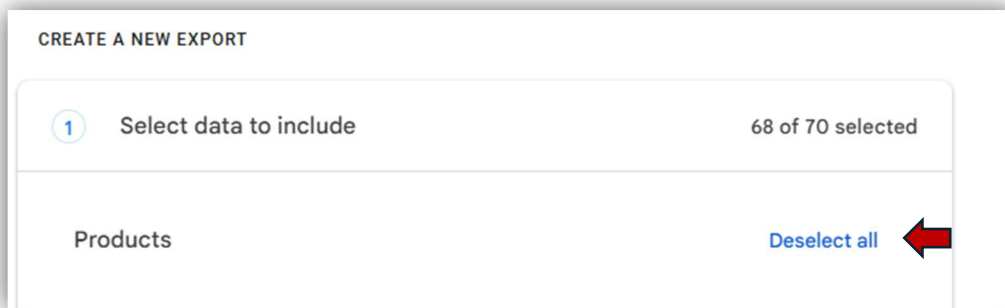 CREATE A NEW EXPORT
1 Select data to include 68 of 70 selected
Products Deselect all